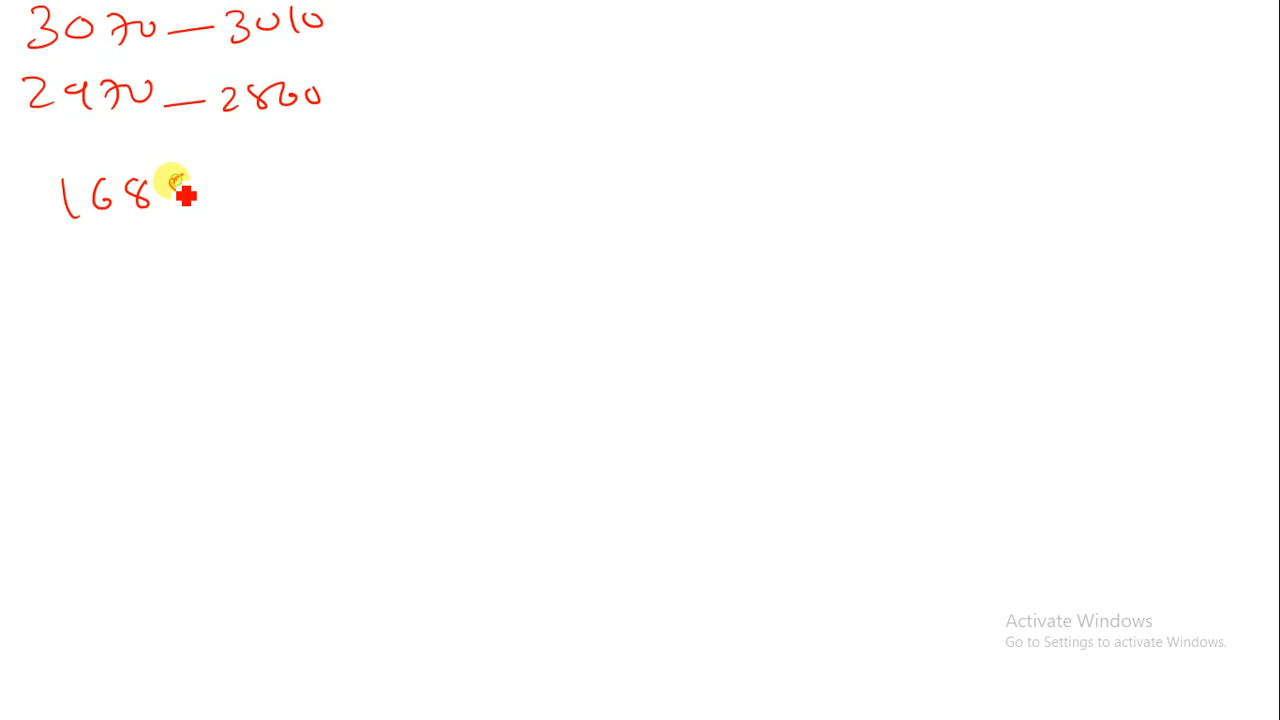 3070 — 3010
2970 — 2860
168
Activate Windows
Go to Settings to activate Windows.